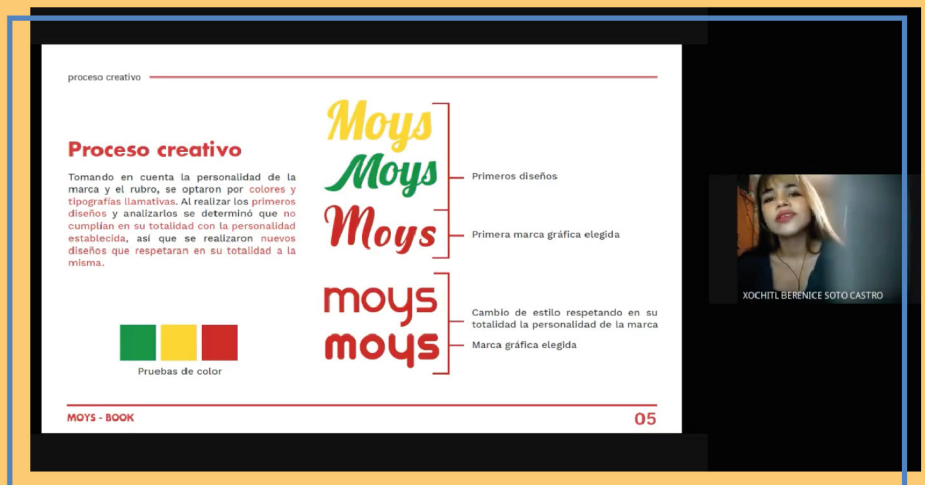 proceso creativo
Proceso creativo
Tomando en cuenta la personalidad de la
marca y el rubro, se optaron por colores y
tipografías llamativas. Al realizar los primeros
diseños y analizarlos se determinó que no
cumplían en su totalidad con la personalidad
establecida, así que se realizaron nuevos
diseños que respetaran en su totalidad a la
misma.
Pruebas de color
Moys
Moys
Primeros diseños
Moys
Primera marca gráfica elegida
moys
Cambio de estilo respetando en su
totalidad la personalidad de la marca
moys
Marca gráfica elegida
MOYS - BOOK
05
XOCHITL BERENICE SOTO CASTRO